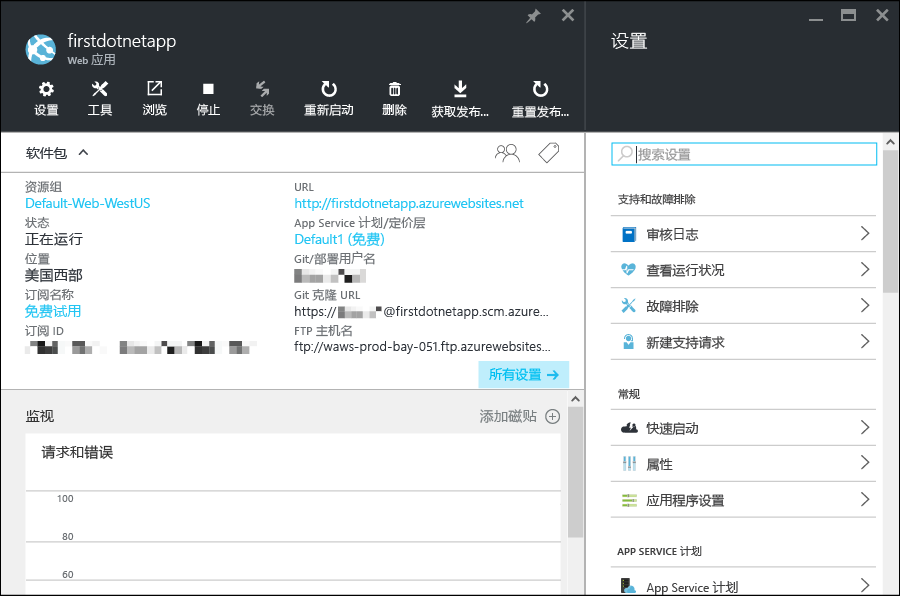 firstdotnetapp
Web 应用
设置
工具
浏览
停止
交换
重新启动
删除
获取发布...
重置发布...
软件包
资源组
Default-Web-WestUS
状态
正在运行
位置
美国西部
订阅名称
免费试用
订阅 ID
URL
http://firstdotnetapp.azurewebsites.net
App Service 计划/定价层
Default1 (免费)
Git/部署用户名
Git 克隆 URL
https:// @firstdotnetapp.scm.azure...
FTP 主机名
ftp://waws-prod-bay-051.ftp.azurewebsites...
所有设置
监视
添加磁贴
请求和错误
100
80
60
设置
搜索设置
支持和故障排除
审核日志
查看运行状况
故障排除
新建支持请求
常规
快速启动
属性
应用程序设置
APP SERVICE 计划
App Service 计划